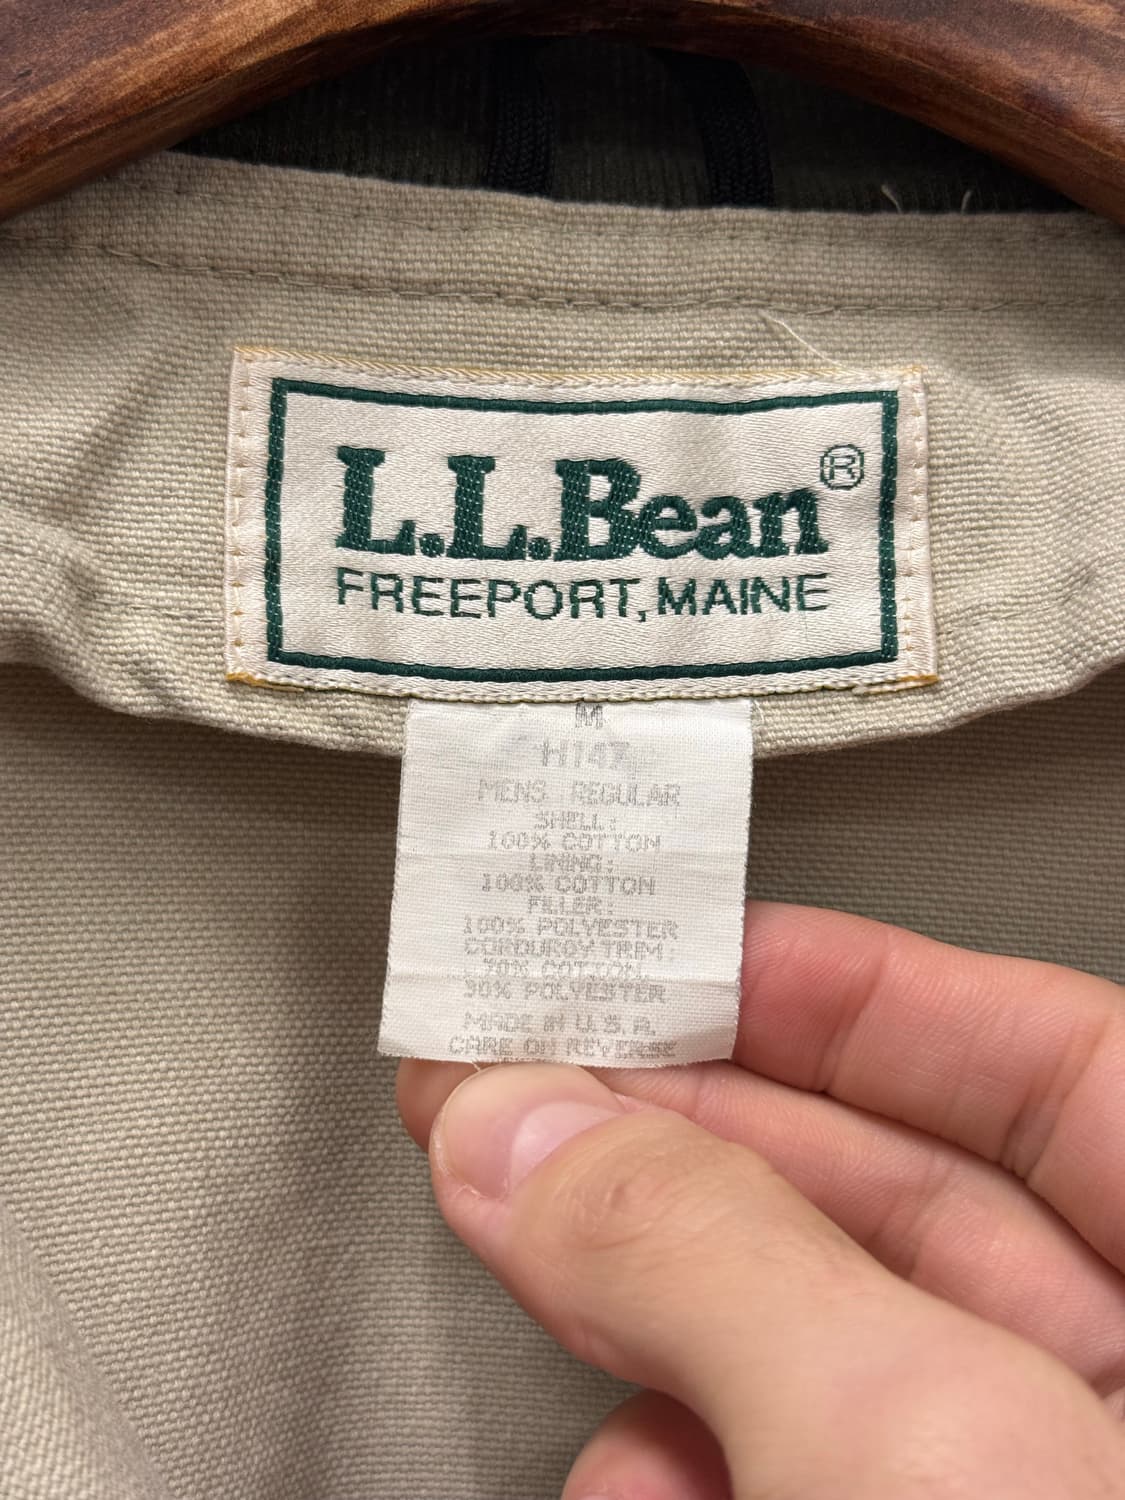 L.L.Bean®
FREEPORT, MAINE
M
H147
MENS REGULAR
SHELL:
100% COTTON
LINING:
100% COTTON
FILLER:
100% POLYESTER
CORDUROY TRIM:
70% COTTON,
30% POLYESTER
MADE IN U.S.A.
CARE ON REVERSE